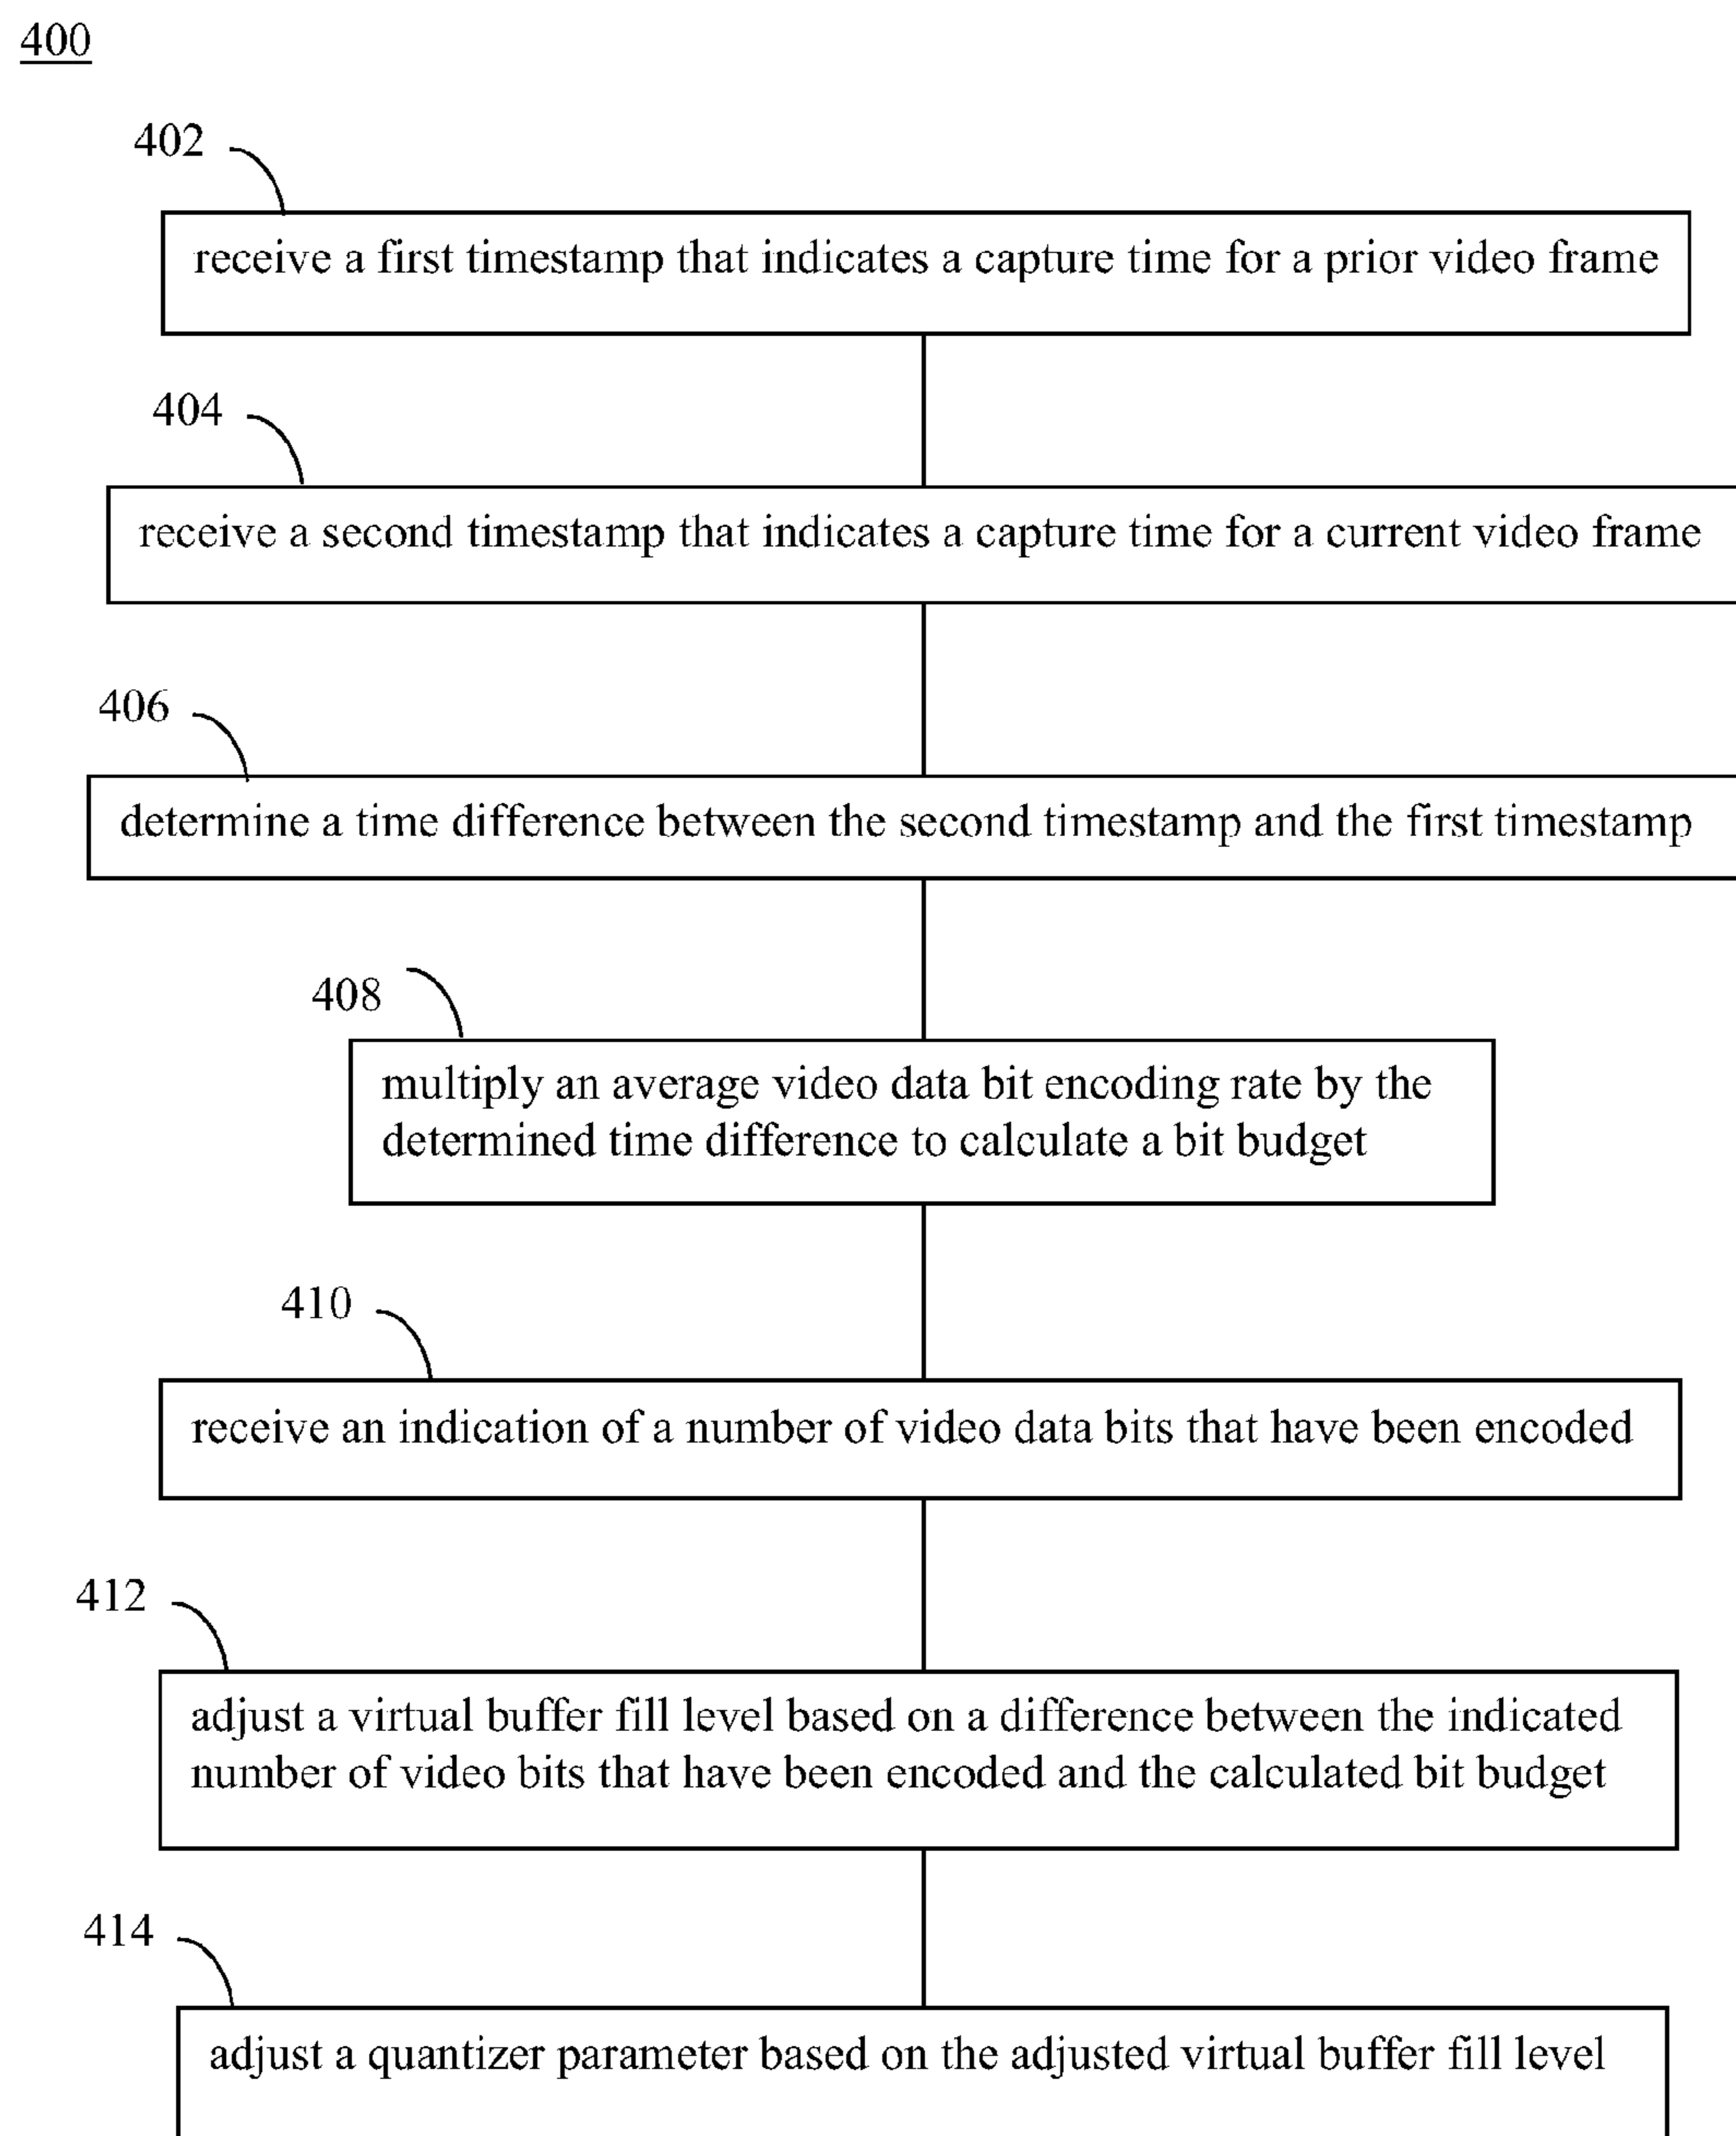 400
402
receive a first timestamp that indicates a capture time for a prior video frame
404
receive a second timestamp that indicates a capture time for a current video frame
406
determine a time difference between the second timestamp and the first timestamp
408
multiply an average video data bit encoding rate by the
determined time difference to calculate a bit budget
410
receive an indication of a number of video data bits that have been encoded
412
adjust a virtual buffer fill level based on a difference between the indicated
number of video bits that have been encoded and the calculated bit budget
414
adjust a quantizer parameter based on the adjusted virtual buffer fill level